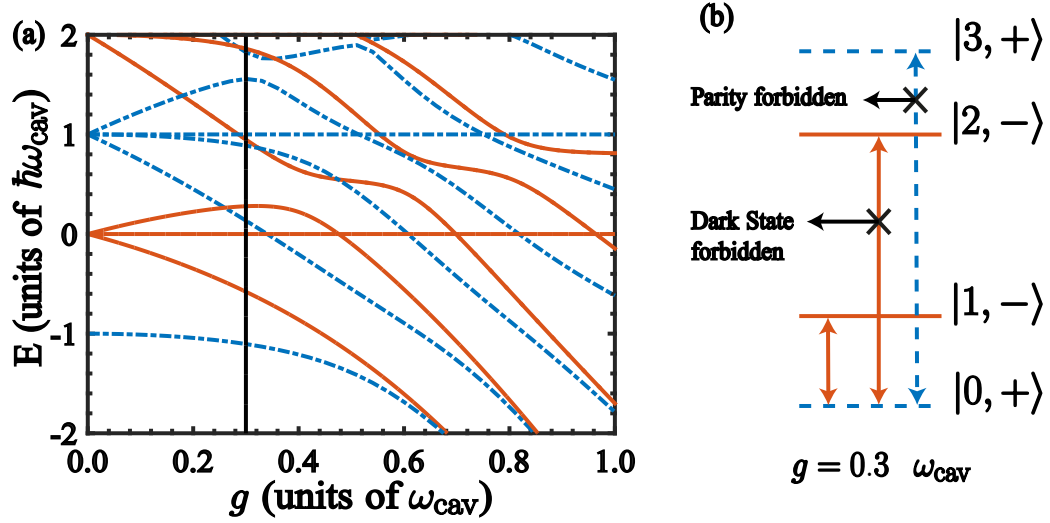 (a)
2
1
0
-1
-2
E (units of ℏω_cav)
0.0 0.2 0.4 0.6 0.8 1.0
g (units of ω_cav)
(b)
|3, +⟩
Parity forbidden
|2, −⟩
Dark State
forbidden
|1, −⟩
|0, +⟩
g = 0.3 ω_cav